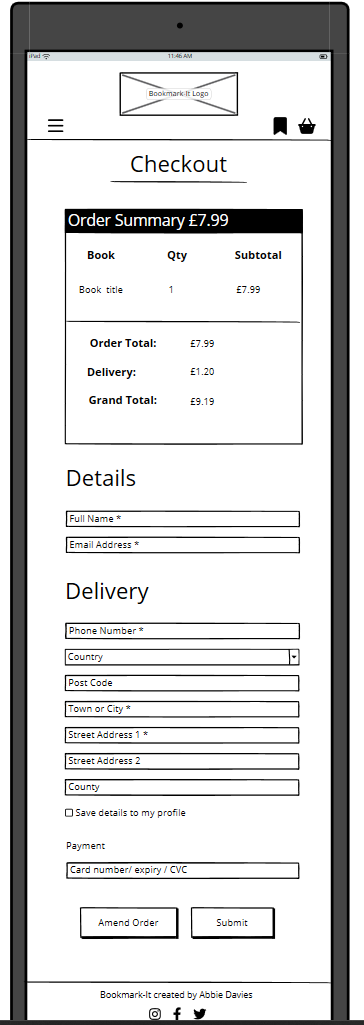 iPad 11:46 AM
Bookmark-It Logo
Checkout
Order Summary £7.99
Book Qty Subtotal
Book title 1 £7.99
Order Total: £7.99
Delivery: £1.20
Grand Total: £9.19
Details
Full Name *
Email Address *
Delivery
Phone Number *
Country
Post Code
Town or City *
Street Address 1 *
Street Address 2
County
Save details to my profile
Payment
Card number/ expiry / CVC
Amend Order Submit
Bookmark-It created by Abbie Davies